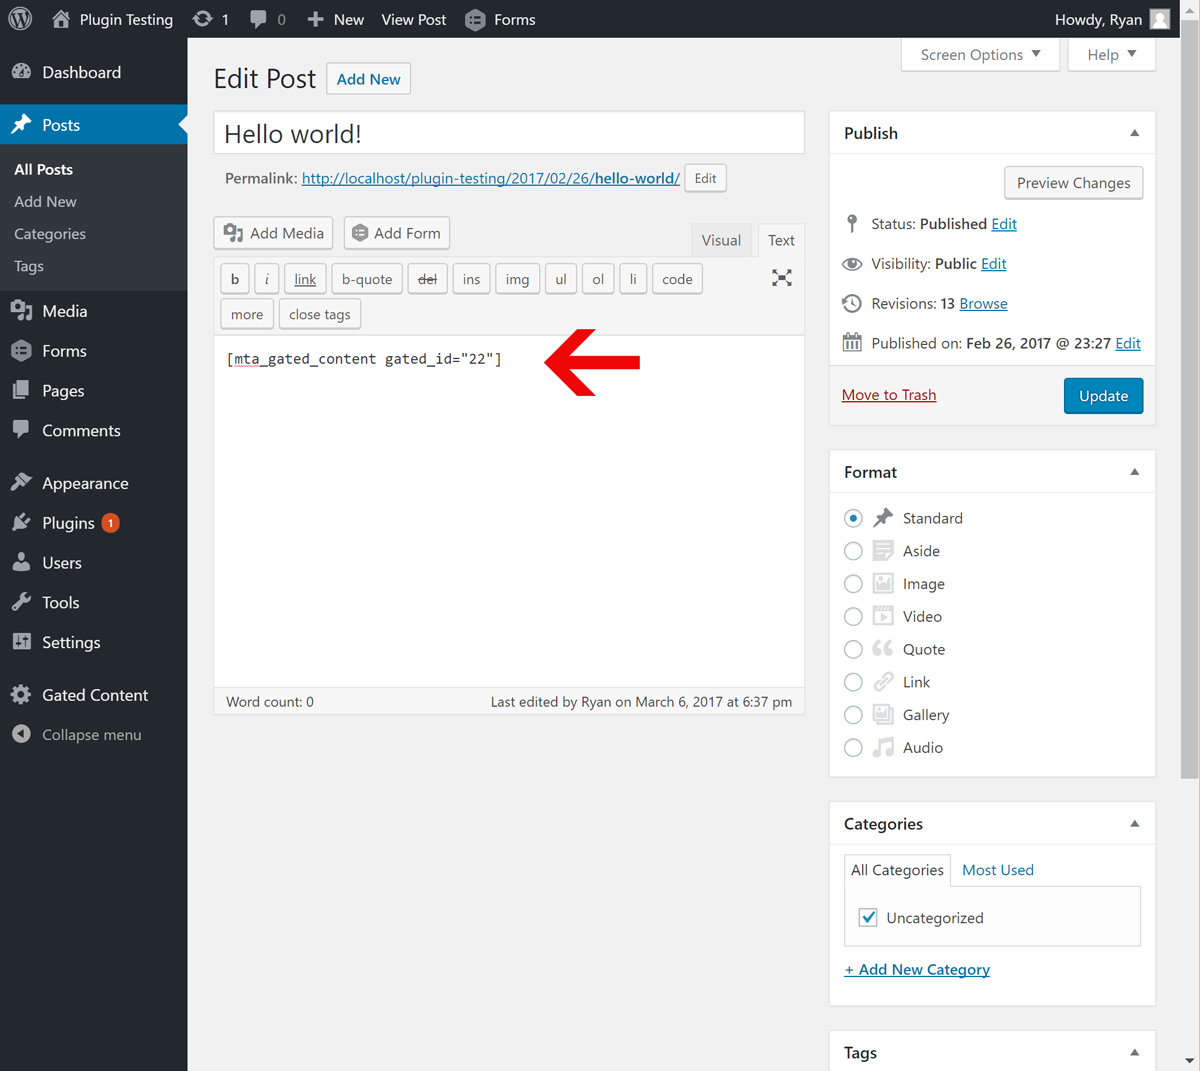 Plugin Testing 1 0 New View Post Forms Howdy, Ryan
Screen Options Help
Dashboard
Posts
All Posts
Add New
Categories
Tags
Media
Forms
Pages
Comments
Appearance
Plugins 1
Users
Tools
Settings
Gated Content
Collapse menu
Edit Post Add New
Hello world!
Permalink: http://localhost/plugin-testing/2017/02/26/hello-world/ Edit
Add Media Add Form Visual Text
b i link b-quote del ins img ul ol li code
more close tags
[mta_gated_content gated_id="22"]
Word count: 0 Last edited by Ryan on March 6, 2017 at 6:37 pm
Publish
Preview Changes
Status: Published Edit
Visibility: Public Edit
Revisions: 13 Browse
Published on: Feb 26, 2017 @ 23:27 Edit
Move to Trash Update
Format
Standard
Aside
Image
Video
Quote
Link
Gallery
Audio
Categories
All Categories Most Used
Uncategorized
+ Add New Category
Tags